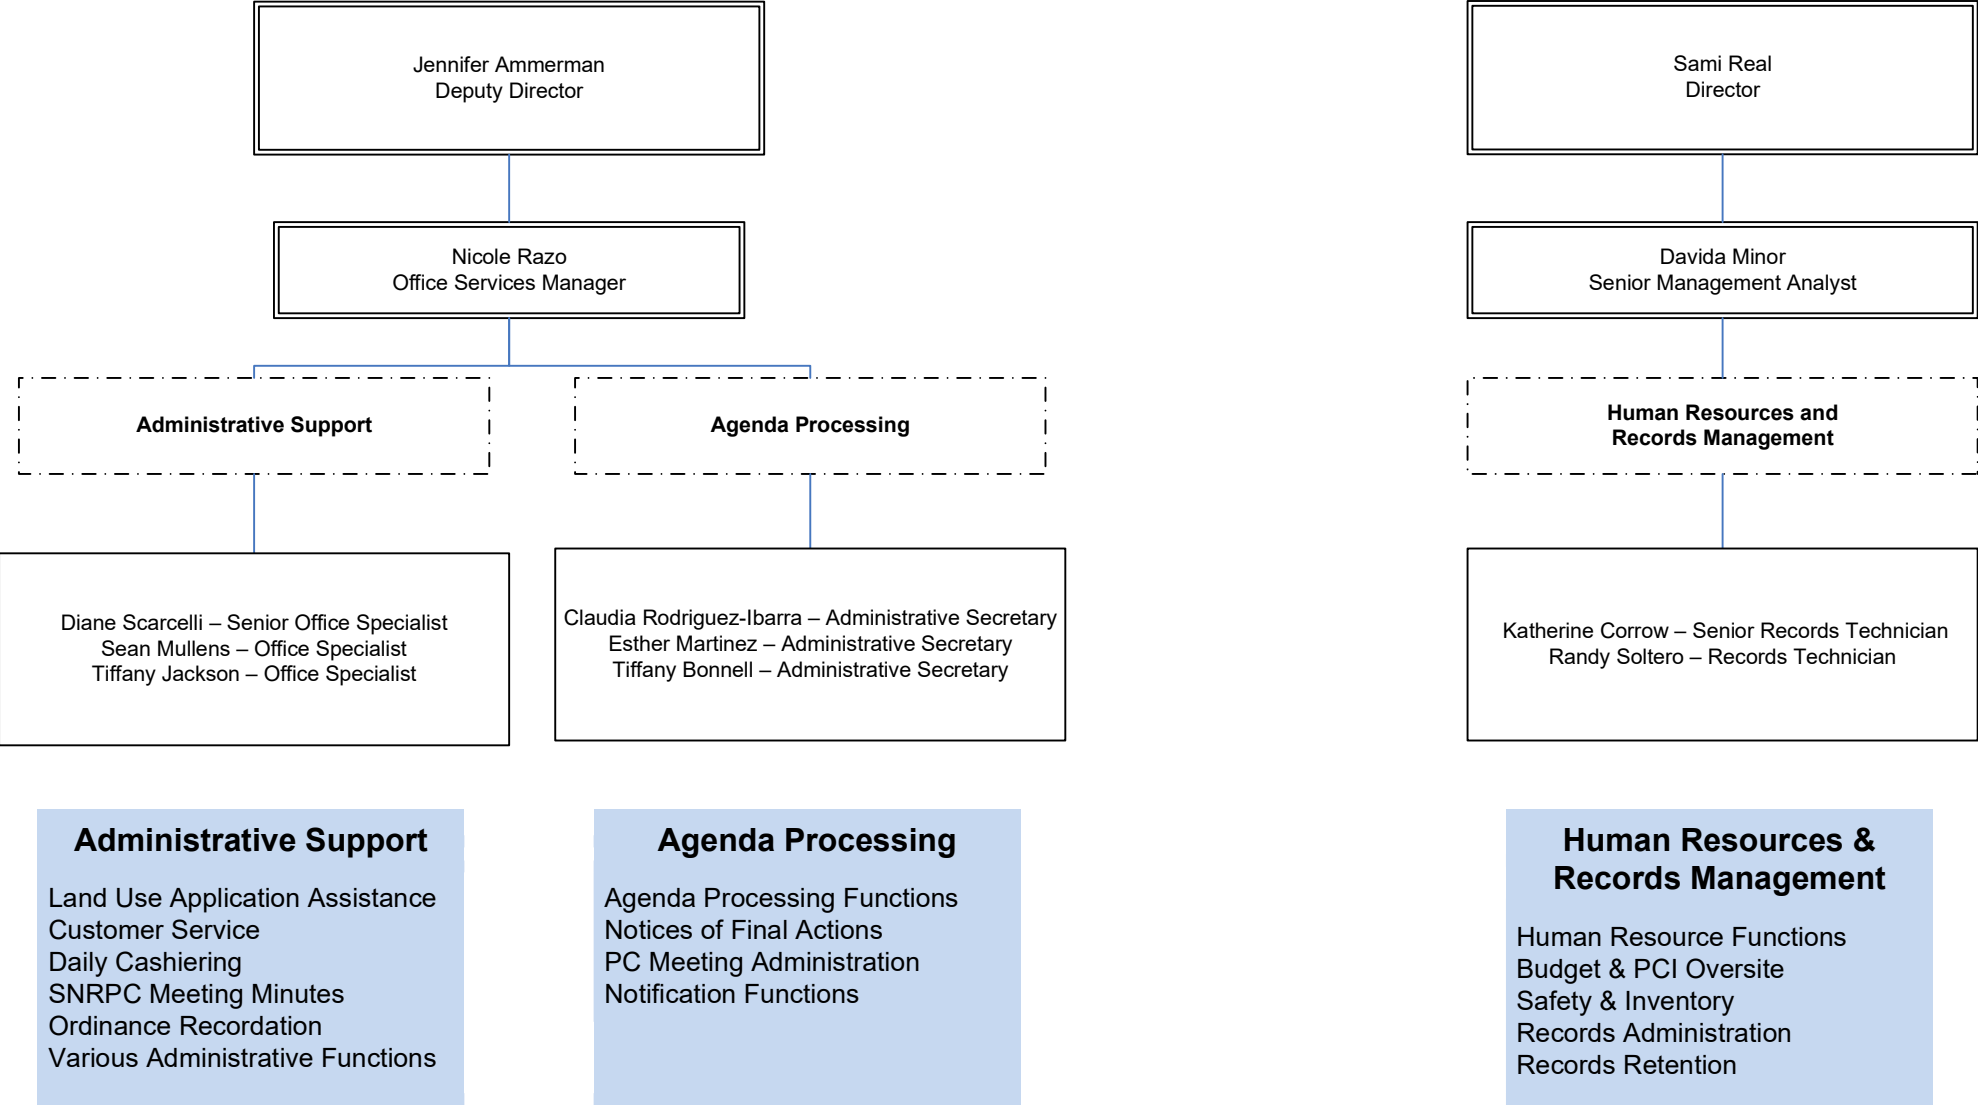 Jennifer Ammerman
Deputy Director
Sami Real
Director
Nicole Razo
Office Services Manager
Davida Minor
Senior Management Analyst
Administrative Support
Agenda Processing
Human Resources and
Records Management
Diane Scarcelli – Senior Office Specialist
Sean Mullens – Office Specialist
Tiffany Jackson – Office Specialist
Claudia Rodriguez-Ibarra – Administrative Secretary
Esther Martinez – Administrative Secretary
Tiffany Bonnell – Administrative Secretary
Katherine Corrow – Senior Records Technician
Randy Soltero – Records Technician
Administrative Support
Land Use Application Assistance
Customer Service
Daily Cashiering
SNRPC Meeting Minutes
Ordinance Recordation
Various Administrative Functions
Agenda Processing
Agenda Processing Functions
Notices of Final Actions
PC Meeting Administration
Notification Functions
Human Resources &
Records Management
Human Resource Functions
Budget & PCI Oversite
Safety & Inventory
Records Administration
Records Retention